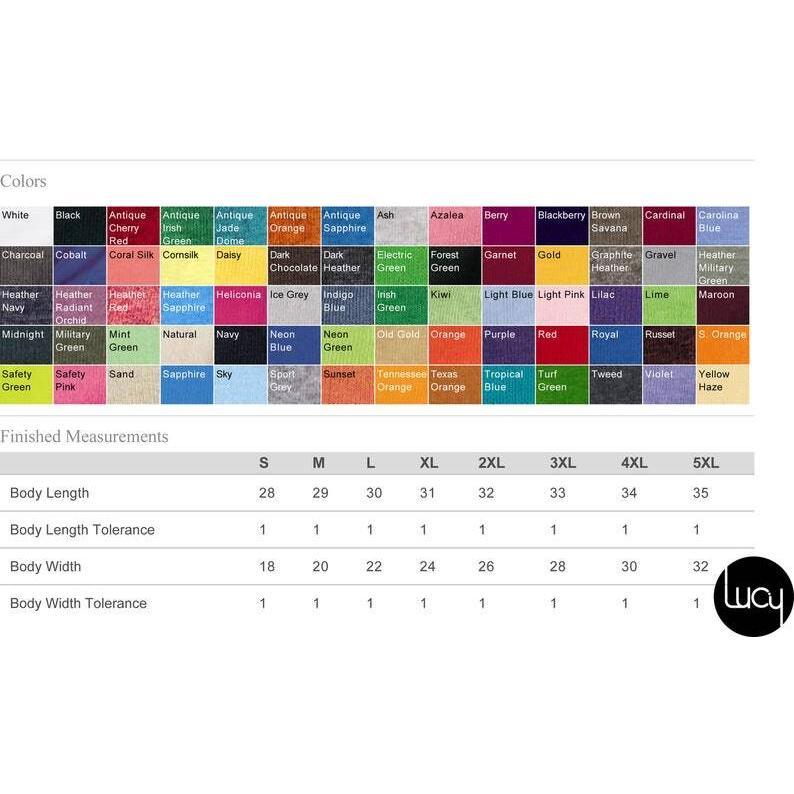 Colors
White Black Antique Cherry Red Antique Irish Green Antique Jade Dome Antique Orange Antique Sapphire Ash Azalea Berry Blackberry Brown Savana Cardinal Carolina Blue
Charcoal Cobalt Coral Silk Cornsilk Daisy Dark Chocolate Dark Heather Electric Green Forest Green Garnet Gold Graphite Heather Gravel Heather Military Green
Heather Navy Heather Radiant Orchid Heather Red Heather Sapphire Heliconia Ice Grey Indigo Blue Irish Green Kiwi Light Blue Light Pink Lilac Lime Maroon
Midnight Military Green Mint Green Natural Navy Neon Blue Neon Green Old Gold Orange Purple Red Royal Russet S. Orange
Safety Green Safety Pink Sand Sapphire Sky Sport Grey Sunset Tennessee Orange Texas Orange Tropical Blue Turf Green Tweed Violet Yellow Haze
Finished Measurements
S M L XL 2XL 3XL 4XL 5XL
Body Length 28 29 30 31 32 33 34 35
Body Length Tolerance 1 1 1 1 1 1 1 1
Body Width 18 20 22 24 26 28 30 32
Body Width Tolerance 1 1 1 1 1 1 1 1
Lucy